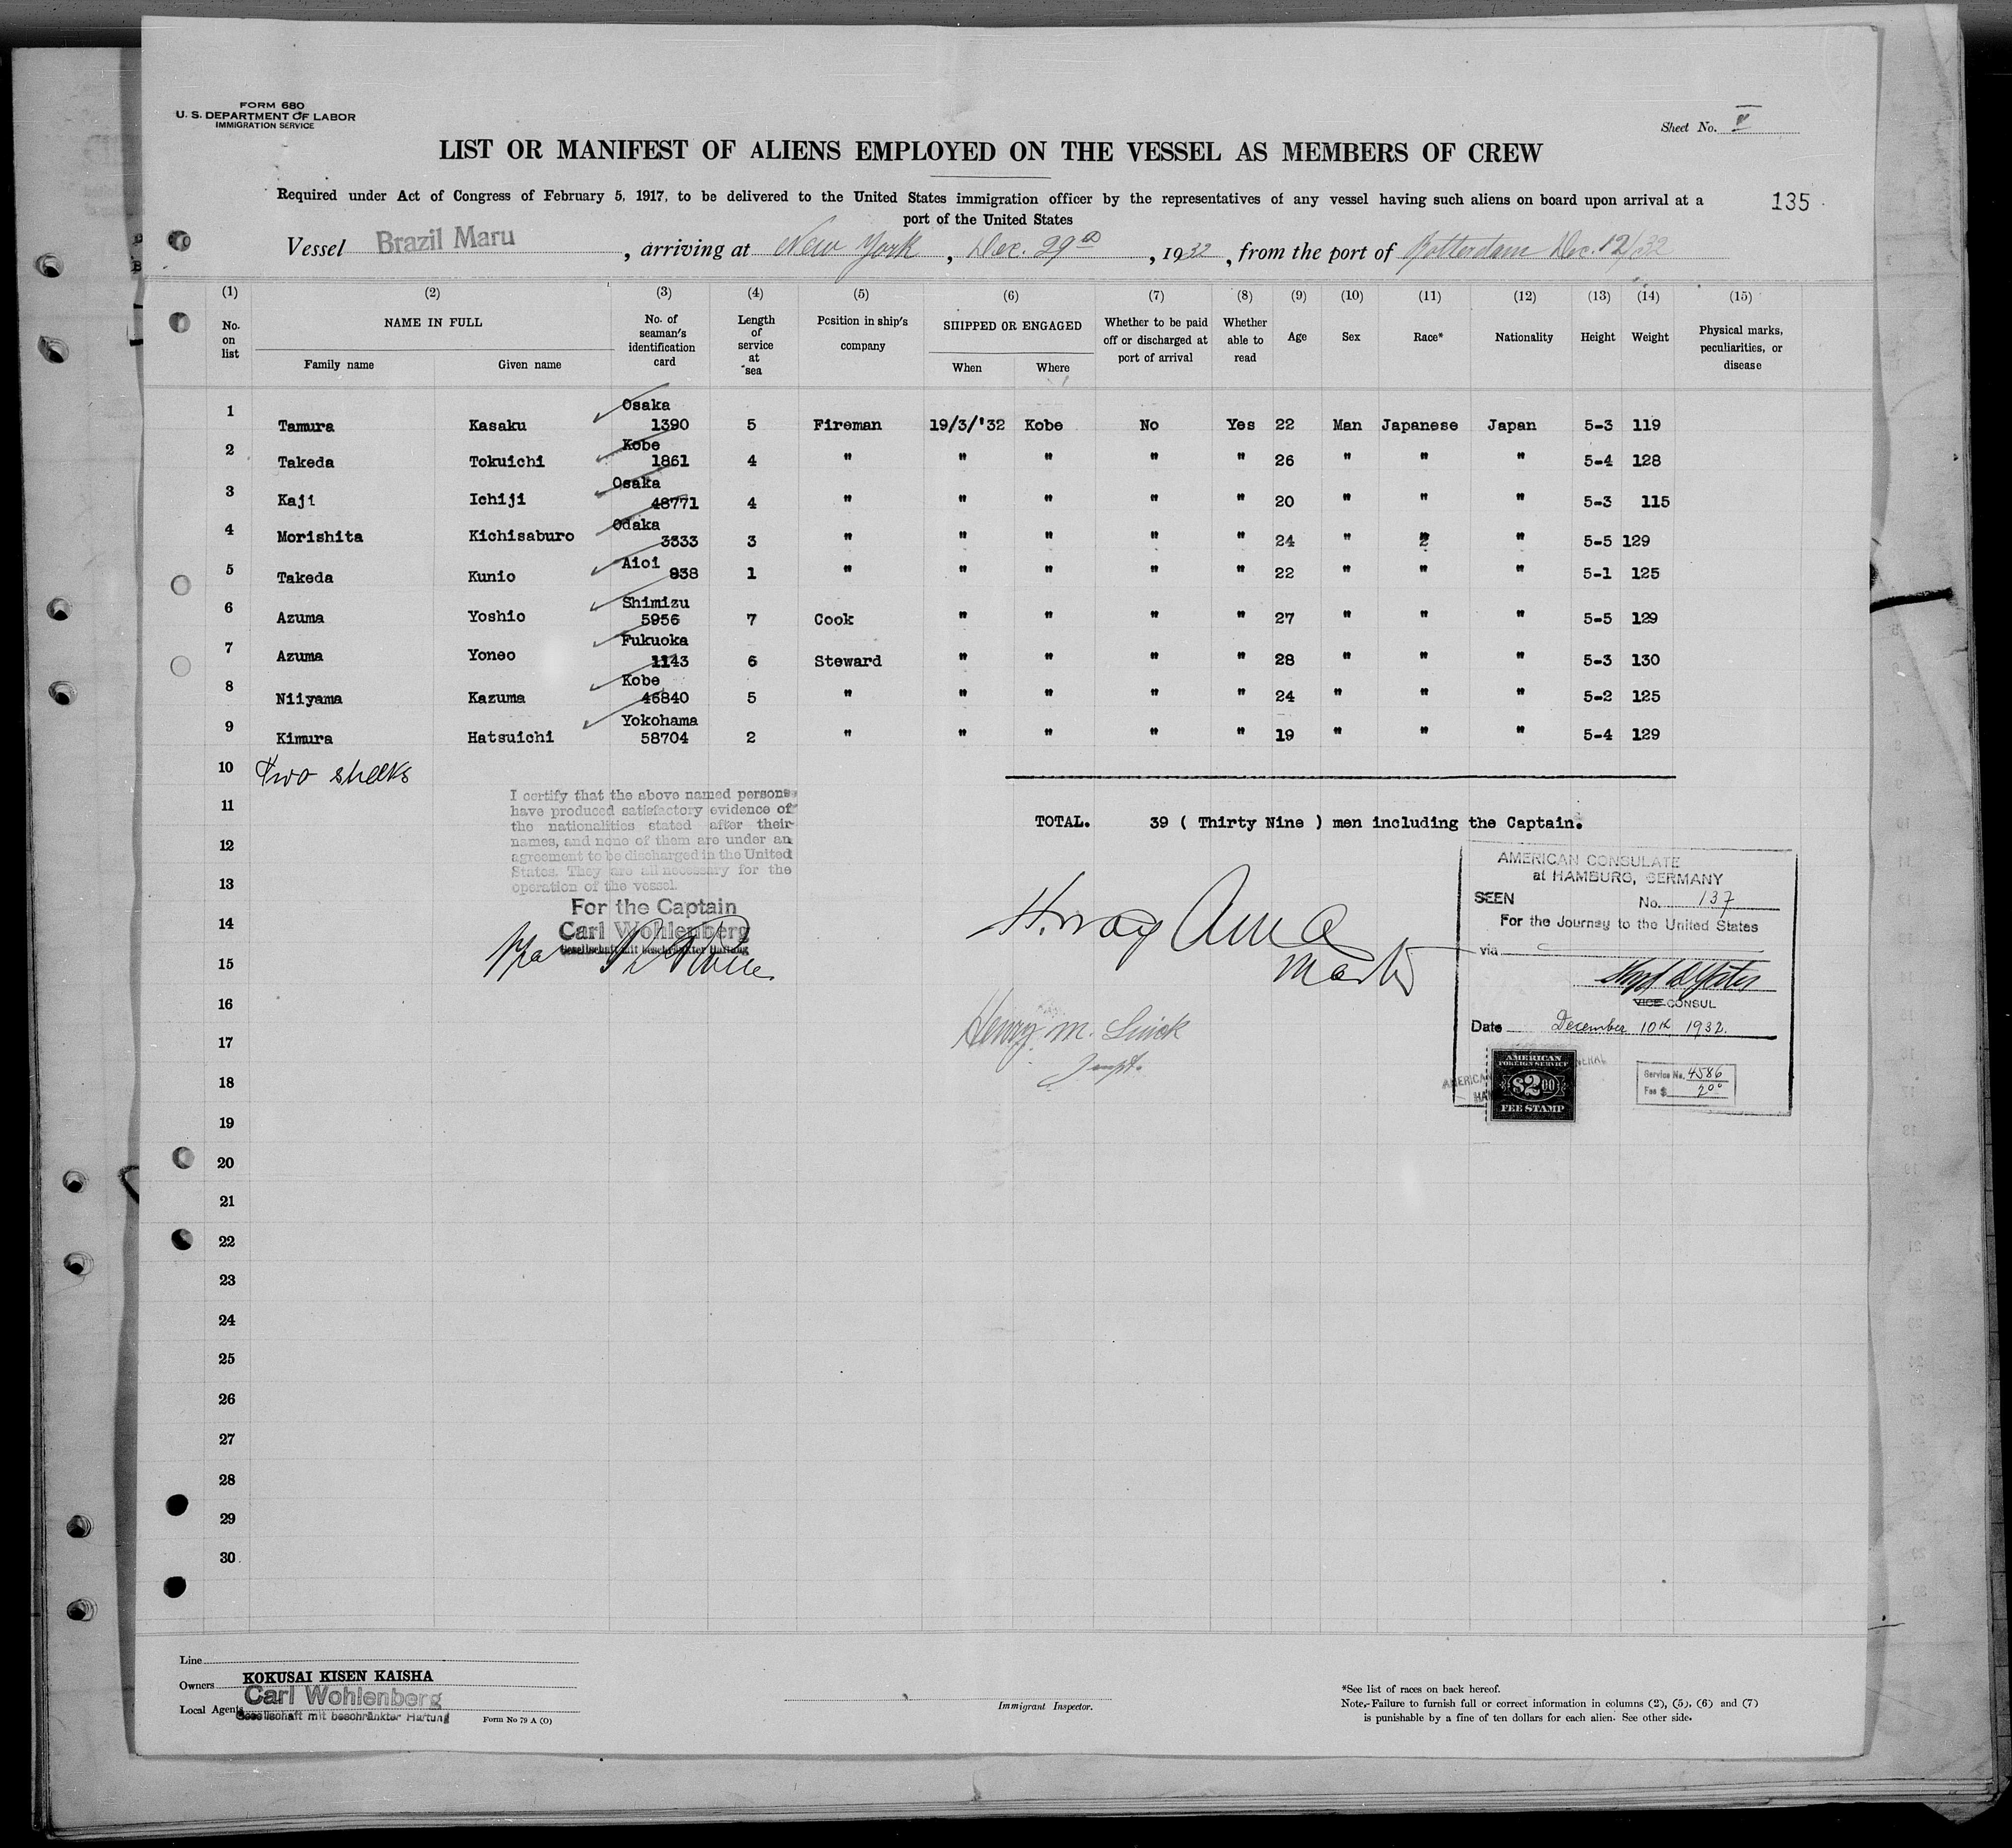 FORM 680
U. S. DEPARTMENT OF LABOR
IMMIGRATION SERVICE
Sheet No. II
LIST OR MANIFEST OF ALIENS EMPLOYED ON THE VESSEL AS MEMBERS OF CREW
Required under Act of Congress of February 5, 1917, to be delivered to the United States immigration officer by the representatives of any vessel having such aliens on board upon arrival at a
port of the United States
135
Vessel Brazil Maru, arriving at New York, Dec. 29th, 1932, from the port of Rotterdam Dec. 12/32
(1) (2) (3) (4) (5) (6) (7) (8) (9) (10) (11) (12) (13) (14) (15)
No. on list NAME IN FULL Family name Given name No. of seaman's identification card Length of service at sea Position in ship's company SHIPPED OR ENGAGED When Where Whether to be paid off or discharged at port of arrival Whether able to read Age Sex Race* Nationality Height Weight Physical marks, peculiarities, or disease
1 Tamura Kasaku Osaka 1390 5 Fireman 19/3/'32 Kobe No Yes 22 Man Japanese Japan 5-3 119
2 Takeda Tokuichi Kobe 1861 4 " " " " " 26 " " " 5-4 128
3 Kaji Ichiji Osaka 48771 4 " " " " " 20 " " " 5-3 115
4 Morishita Kichisaburo Odaka 3333 3 " " " " " 24 " " " 5-5 129
5 Takeda Kunio Aioi 838 1 " " " " " 22 " " " 5-1 125
6 Azuma Yoshio Shimizu 5956 7 Cook " " " " 27 " " " 5-5 129
7 Azuma Yoneo Fukuoka 1143 6 Steward " " " " 28 " " " 5-3 130
8 Niiyama Kazuma Kobe 46840 5 " " " " " 24 " " " 5-2 125
9 Kimura Hatsuichi Yokohama 58704 2 " " " " " 19 " " " 5-4 129
10 Two sheets
11
12
13
14
15
16
17
18
19
20
21
22
23
24
25
26
27
28
29
30
I certify that the above named persons
have produced satisfactory evidence of
the nationalities stated after their
names, and none of them are under an
agreement to be discharged in the United
States. They are all necessary for the
operation of the vessel.
For the Captain
Carl Wohlenberg
Gesellschaft mit beschränkter Haftung
TOTAL. 39 ( Thirty Nine ) men including the Captain.
Henry M.
Inspt.
AMERICAN CONSULATE
at HAMBURG, GERMANY
SEEN No. 137
For the Journey to the United States
via
VICE CONSUL
Date December 10th 1932.
AMERICAN
FOREIGN SERVICE
$2.00
FEE STAMP
Service No. 4586
Fee $ 2.00
Line
Owners KOKUSAI KISEN KAISHA
Local Agents Carl Wohlenberg
Gesellschaft mit beschränkter Haftung
Form No 79 A (O)
Immigrant Inspector.
*See list of races on back hereof.
Note.-Failure to furnish full or correct information in columns (2), (5), (6) and (7)
is punishable by a fine of ten dollars for each alien. See other side.